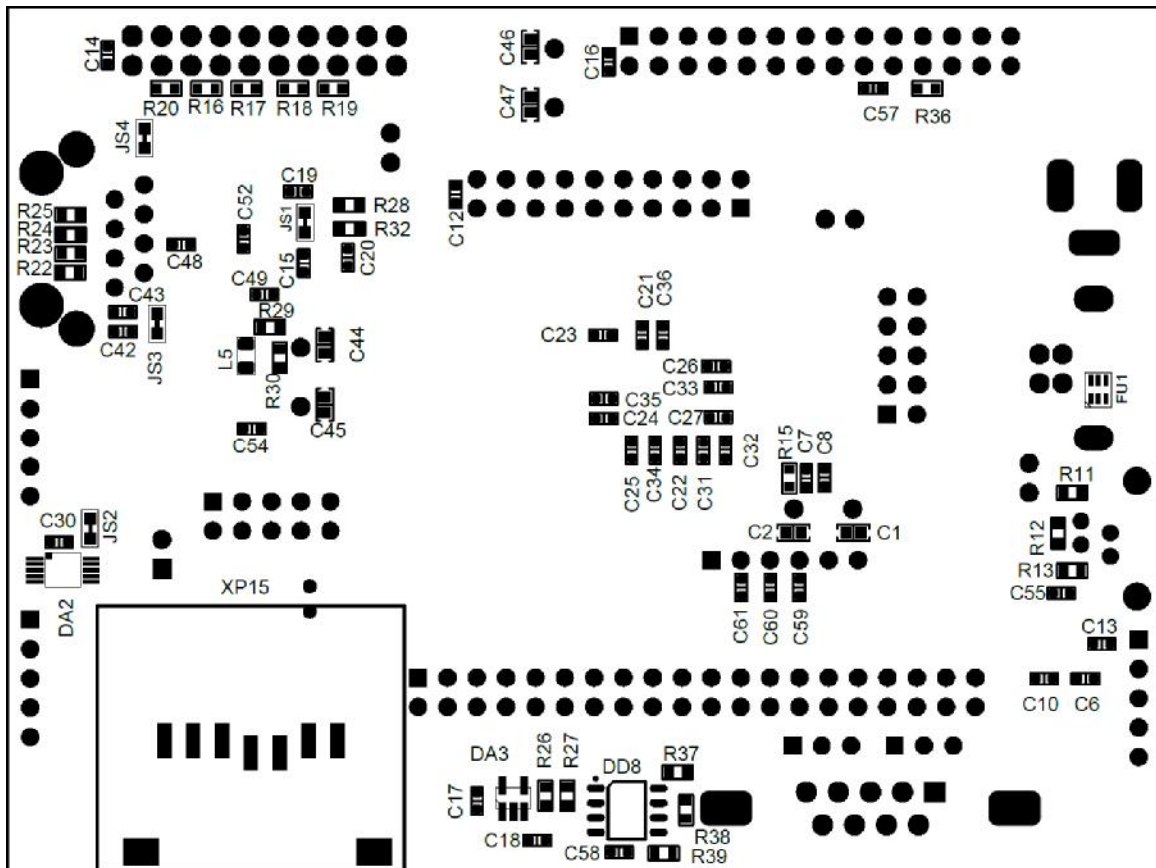 C14
C46
C16
R20 R16 R17 R18 R19
C47
C57 R36
JS4
C19
C12
R25
R24
R23
R22
C52
JS1
R28
R32
C48
C15
C20
C49
C43
R29
C21
C36
C23
C42
JS3
L5
R30
C44
C26
C33
FU1
C35
C24
C27
C45
C54
R15
C7
C8
C32
C25
C34
C22
C31
R11
C30
JS2
C2
C1
R12
R13
XP15
DA2
C61
C60
C59
C55
C13
C10 C6
DA3
R26
R27
DD8
R37
C17
C18
C58
R38
R39